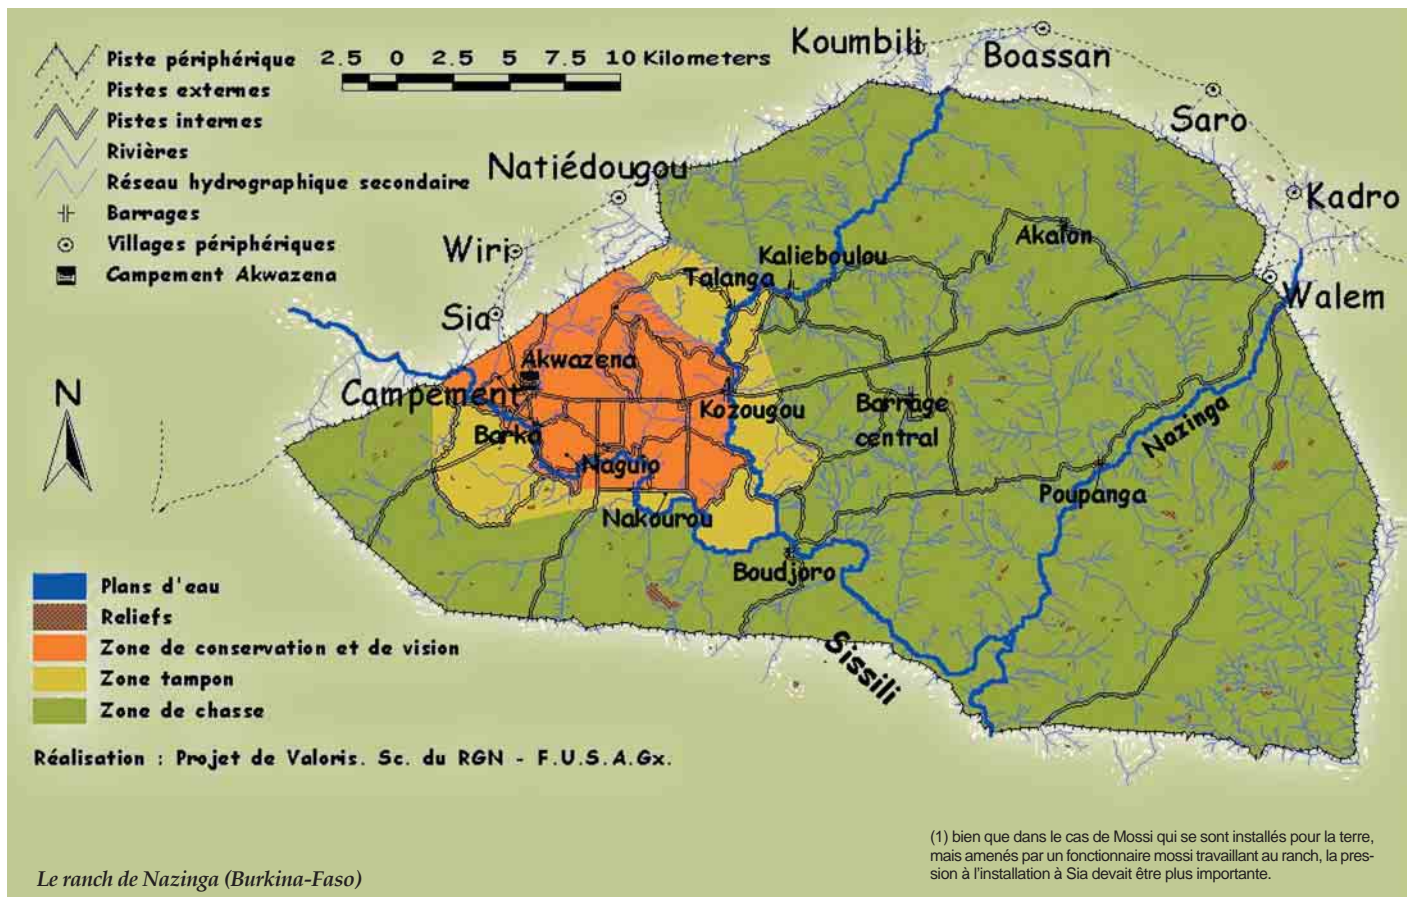 Piste périphérique
Pistes externes
Pistes internes
Rivières
Réseau hydrographique secondaire
Barrages
Villages périphériques
Campement Akwazena
2.5 0 2.5 5 7.5 10 Kilometers
Koumbili
Boassan
Saro
Natiédougou
Kadro
Wiri
Akalon
Kalieboulou
Talanga
Walem
Sia
Akwazena
N
Campement
Kozougou
Barrage
central
Barka
Nazinga
Naguio
Poupanga
Nakourou
Boudjoro
Sissili
Plans d'eau
Reliefs
Zone de conservation et de vision
Zone tampon
Zone de chasse
Réalisation : Projet de Valoris. Sc. du RGN - F.U.S.A.Gx.
Le ranch de Nazinga (Burkina-Faso)
(1) bien que dans le cas de Mossi qui se sont installés pour la terre,
mais amenés par un fonctionnaire mossi travaillant au ranch, la pres-
sion à l'installation à Sia devait être plus importante.